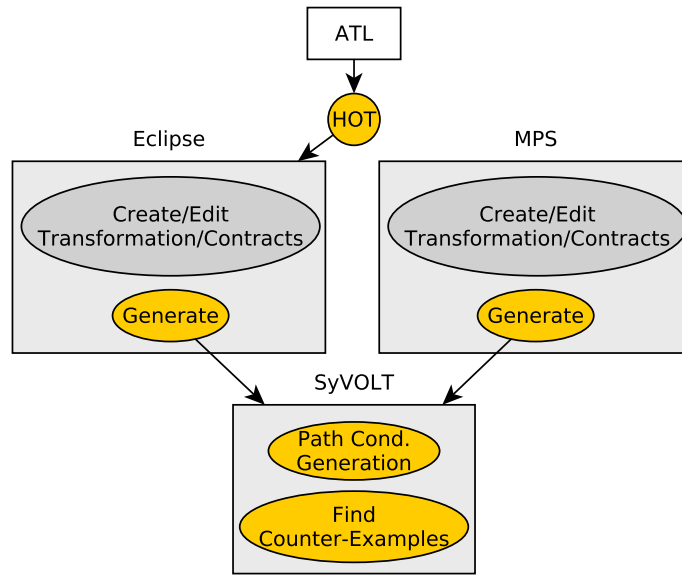 ATL
HOT
Eclipse
MPS
Create/Edit
Transformation/Contracts
Create/Edit
Transformation/Contracts
Generate
Generate
SyVOLT
Path Cond.
Generation
Find
Counter-Examples